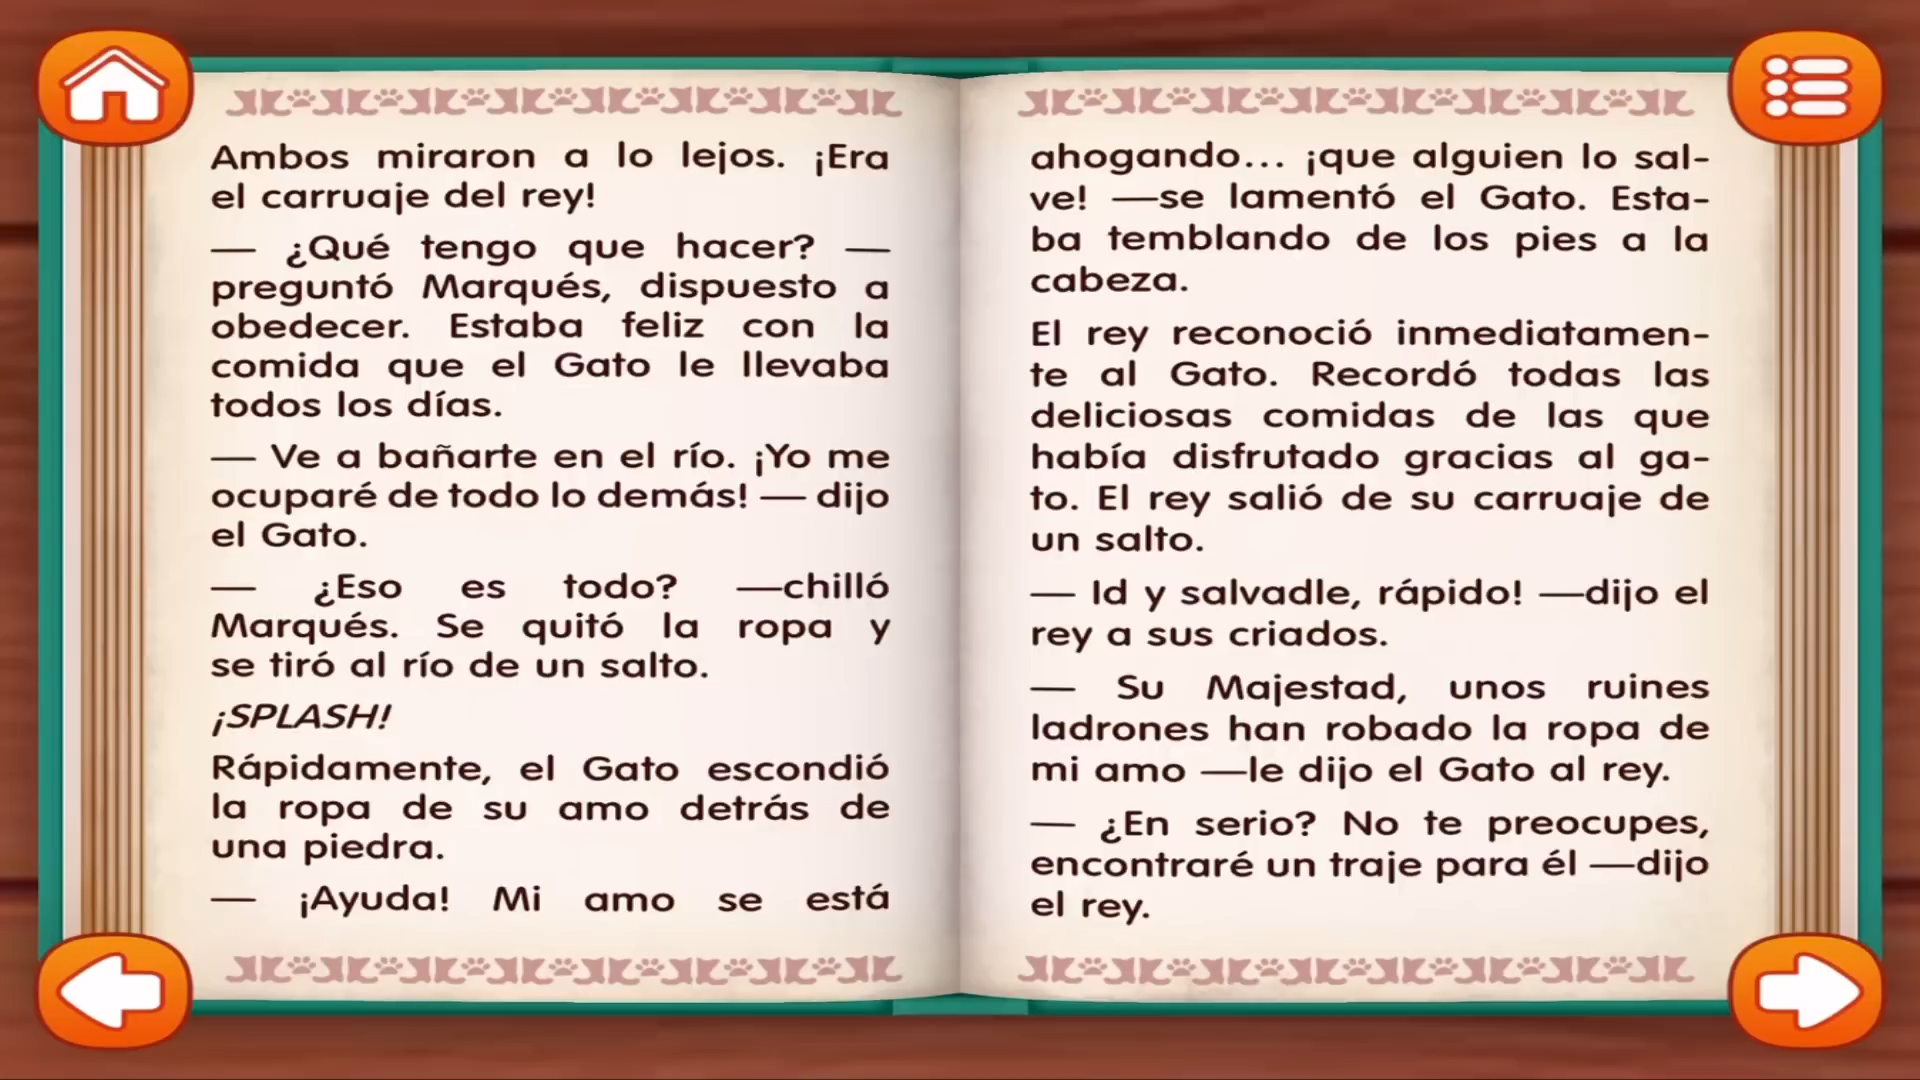 Ambos miraron a lo lejos. ¡Era
el carruaje del rey!
— ¿Qué tengo que hacer? —
preguntó Marqués, dispuesto a
obedecer. Estaba feliz con la
comida que el Gato le llevaba
todos los días.
— Ve a bañarte en el río. ¡Yo me
ocuparé de todo lo demás! — dijo
el Gato.
— ¿Eso es todo? —chilló
Marqués. Se quitó la ropa y
se tiró al río de un salto.
¡SPLASH!
Rápidamente, el Gato escondió
la ropa de su amo detrás de
una piedra.
— ¡Ayuda! Mi amo se está
ahogando... ¡que alguien lo sal-
ve! —se lamentó el Gato. Esta-
ba temblando de los pies a la
cabeza.
El rey reconoció inmediatamen-
te al Gato. Recordó todas las
deliciosas comidas de las que
había disfrutado gracias al ga-
to. El rey salió de su carruaje de
un salto.
— Id y salvadle, rápido! —dijo el
rey a sus criados.
— Su Majestad, unos ruines
ladrones han robado la ropa de
mi amo —le dijo el Gato al rey.
— ¿En serio? No te preocupes,
encontraré un traje para él —dijo
el rey.